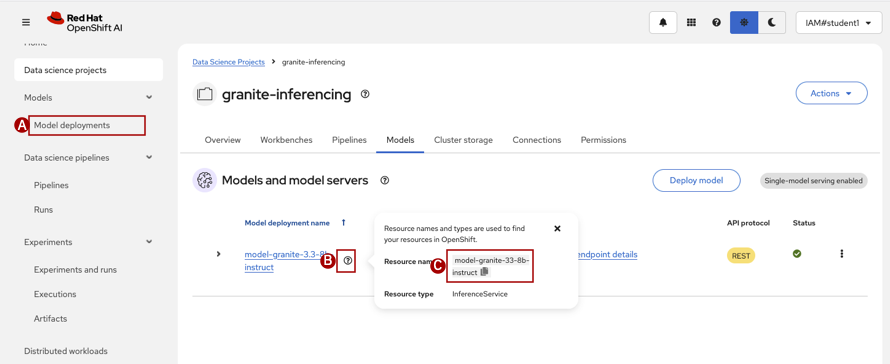 Red Hat
OpenShift AI
IAM#student1
Home
Data science projects
Models
A
Model deployments
Data science pipelines
Pipelines
Runs
Experiments
Experiments and runs
Executions
Artifacts
Distributed workloads
Data Science Projects > granite-inferencing
granite-inferencing
Actions
Overview Workbenches Pipelines Models Cluster storage Connections Permissions
Models and model servers
Deploy model
Single-model serving enabled
Model deployment name
API protocol
Status
model-granite-3.3-8b-
instruct
B
endpoint details
REST
Resource names and types are used to find
your resources in OpenShift.
Resource name
C
model-granite-33-8b-
instruct
Resource type
InferenceService